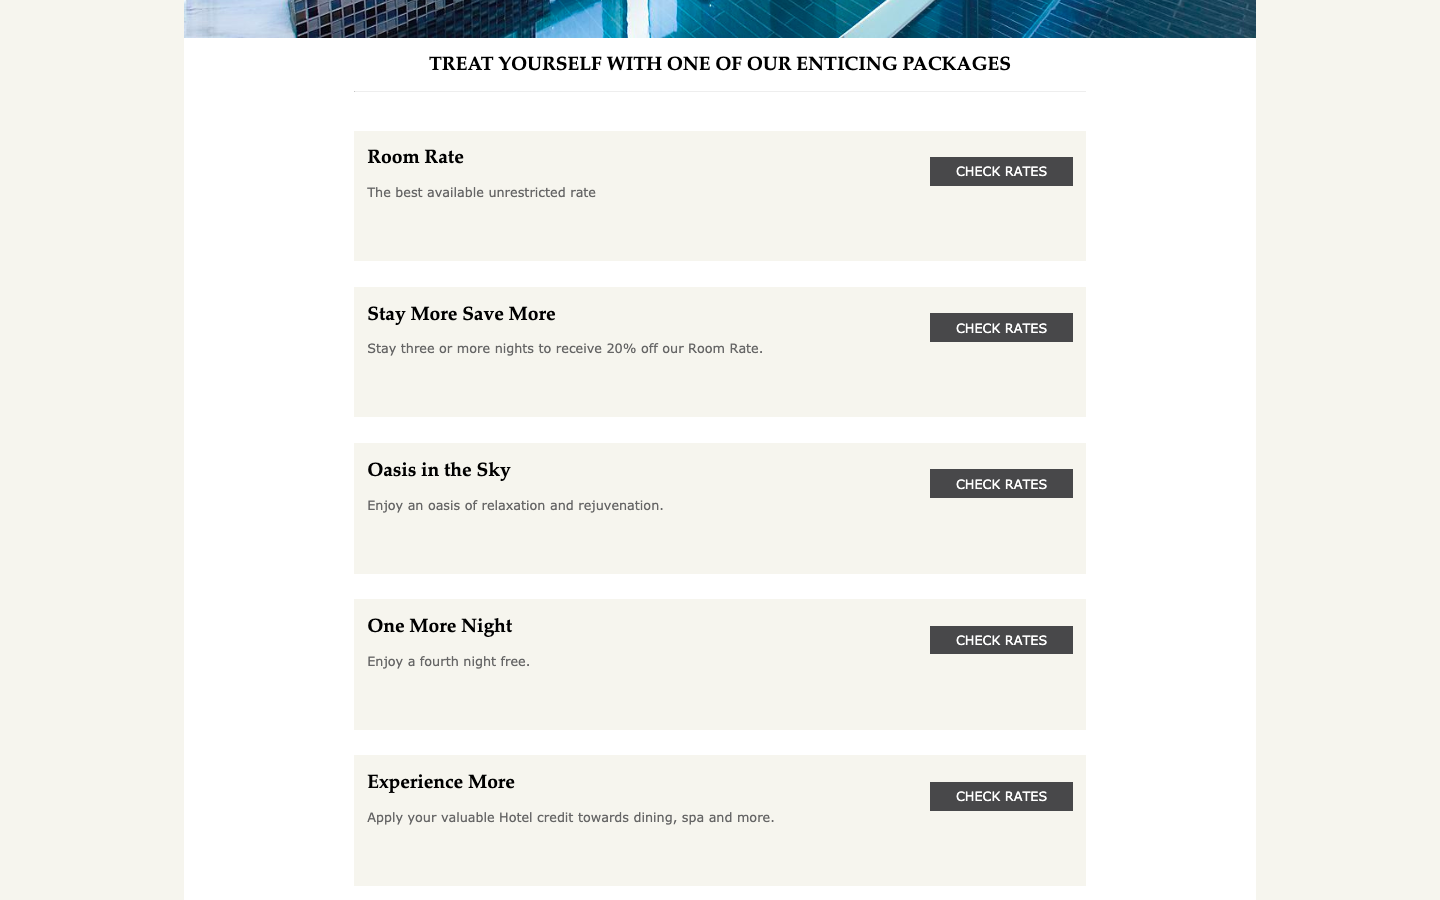 TREAT YOURSELF WITH ONE OF OUR ENTICING PACKAGES
Room Rate
CHECK RATES
The best available unrestricted rate
Stay More Save More
CHECK RATES
Stay three or more nights to receive 20% off our Room Rate.
Oasis in the Sky
CHECK RATES
Enjoy an oasis of relaxation and rejuvenation.
One More Night
CHECK RATES
Enjoy a fourth night free.
Experience More
CHECK RATES
Apply your valuable Hotel credit towards dining, spa and more.